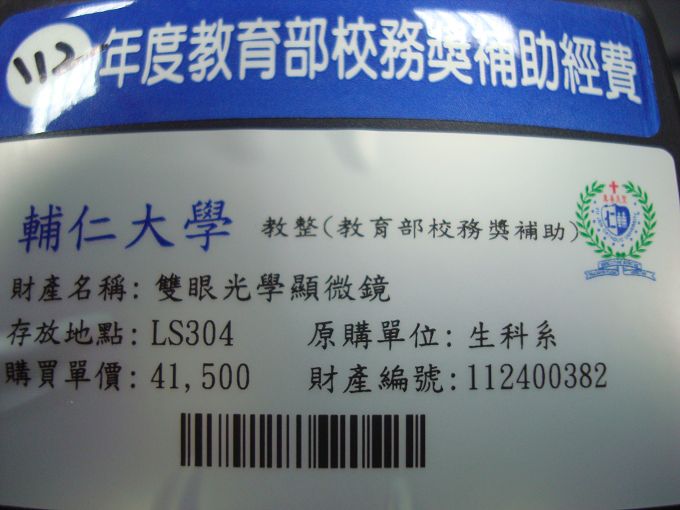 112年度教育部校務獎補助經費
輔仁大學 教整(教育部校務獎補助)
財產名稱: 雙眼光學顯微鏡
存放地點: LS304 原購單位: 生科系
購買單價: 41,500 財產編號: 112400382